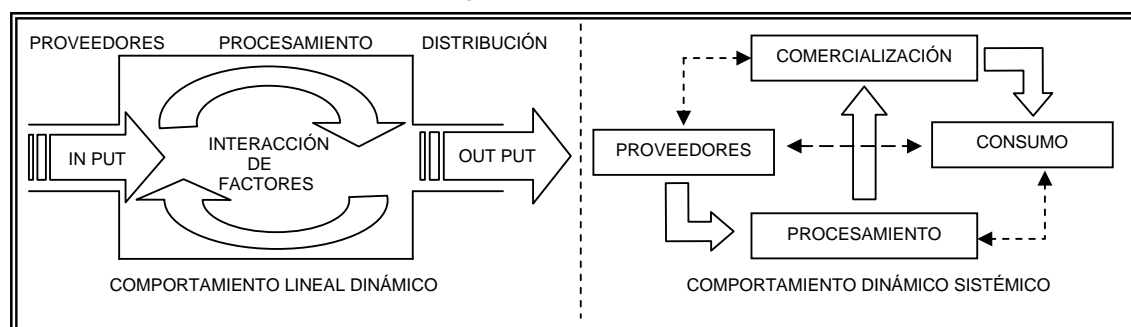 PROVEEDORES
PROCESAMIENTO
DISTRIBUCIÓN
IN PUT
INTERACCIÓN
DE
FACTORES
OUT PUT
COMPORTAMIENTO LINEAL DINÁMICO
COMERCIALIZACIÓN
PROVEEDORES
CONSUMO
PROCESAMIENTO
COMPORTAMIENTO DINÁMICO SISTÉMICO